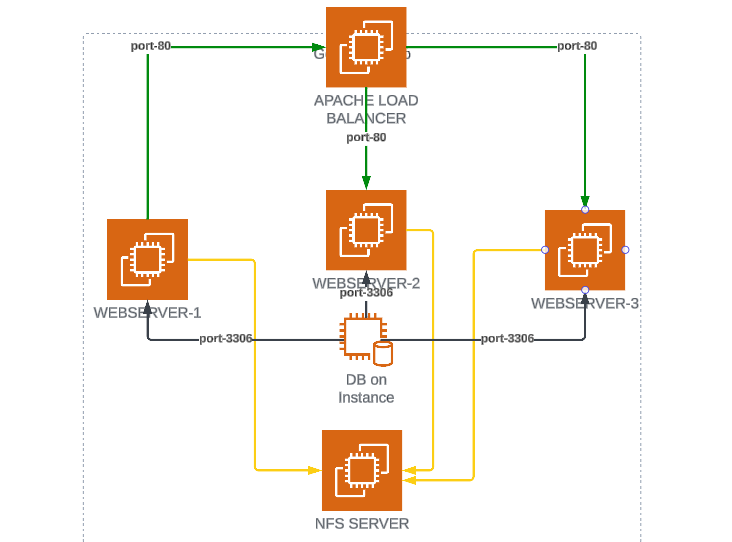 port-80
port-80
APACHE LOAD
BALANCER
port-80
WEBSERVER-2
port-3306
WEBSERVER-1
WEBSERVER-3
port-3306
port-3306
DB on
Instance
NFS SERVER